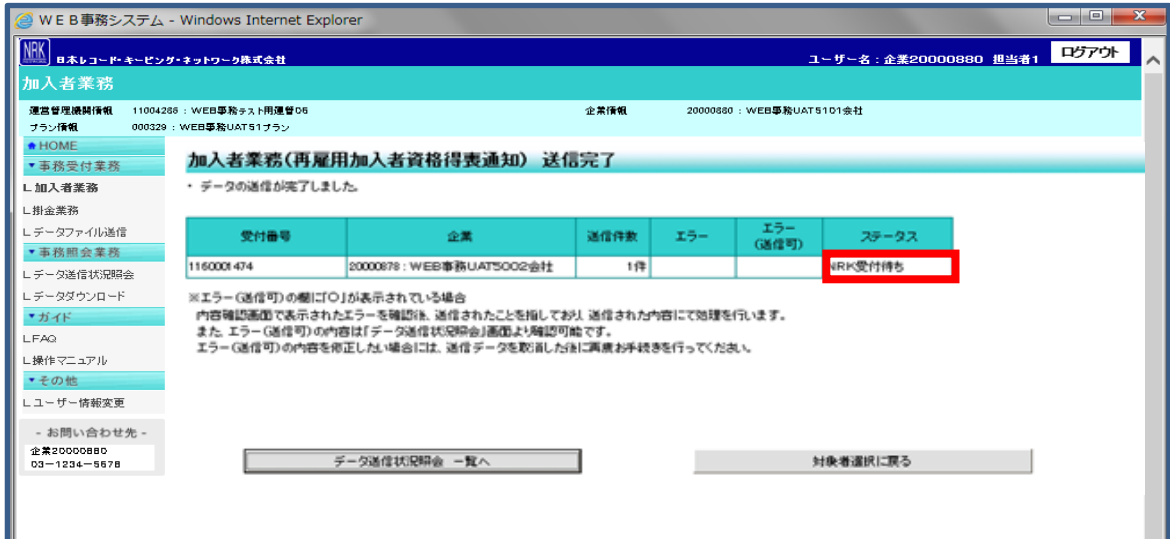 WEB事務システム - Windows Internet Explorer
NRK 日本レコード・キーピング・ネットワーク株式会社
ユーザー名：企業20000880 担当者1
ログアウト
加入者業務
運営管理機関情報 11004286：WEB事務テスト用運管06
企業情報 20000880：WEB事務UAT5101会社
プラン情報 000329：WEB事務UAT51プラン
HOME
▼事務受付業務
L加入者業務
L掛金業務
Lデータファイル送信
▼事務照会業務
Lデータ送信状況照会
Lデータダウンロード
▼ガイド
LFAQ
L操作マニュアル
▼その他
Lユーザー情報変更
- お問い合わせ先 -
企業20000880
03－1234－5678
加入者業務(再雇用加入者資格得喪通知) 送信完了
・ データの送信が完了しました。
受付番号 企業 送信件数 エラー エラー(送信可) ステータス
1160001474 20000878：WEB事務UAT5002会社 1件 NRK受付待ち
※エラー(送信可)の欄に「○」が表示されている場合
内容確認画面で表示されたエラーを確認後、送信されたことを指しており、送信された内容にて処理を行います。
また、エラー(送信可)の内容は「データ送信状況照会」画面より確認可能です。
エラー(送信可)の内容を修正したい場合には、送信データを取消した後に再度お手続きを行ってください。
データ送信状況照会 一覧へ
対象者選択に戻る